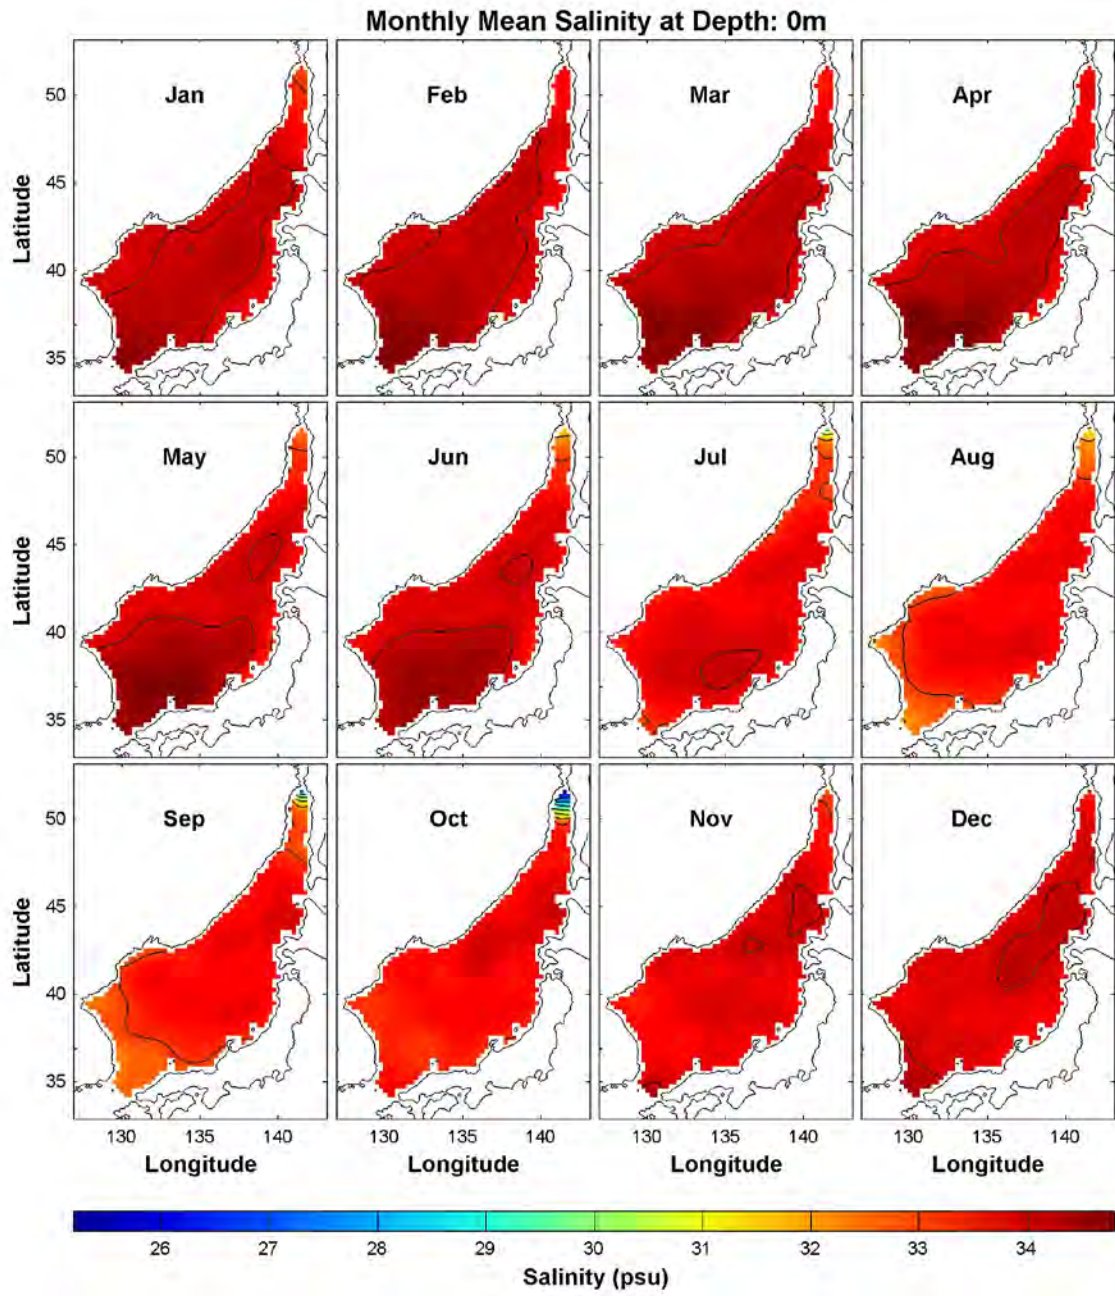 Monthly Mean Salinity at Depth: 0m
Jan Feb Mar Apr
50
45
40
35
Latitude
May Jun Jul Aug
50
45
40
35
Latitude
Sep Oct Nov Dec
50
45
40
35
Latitude
130 135 140 130 135 140 130 135 140 130 135 140
Longitude Longitude Longitude Longitude
26 27 28 29 30 31 32 33 34
Salinity (psu)